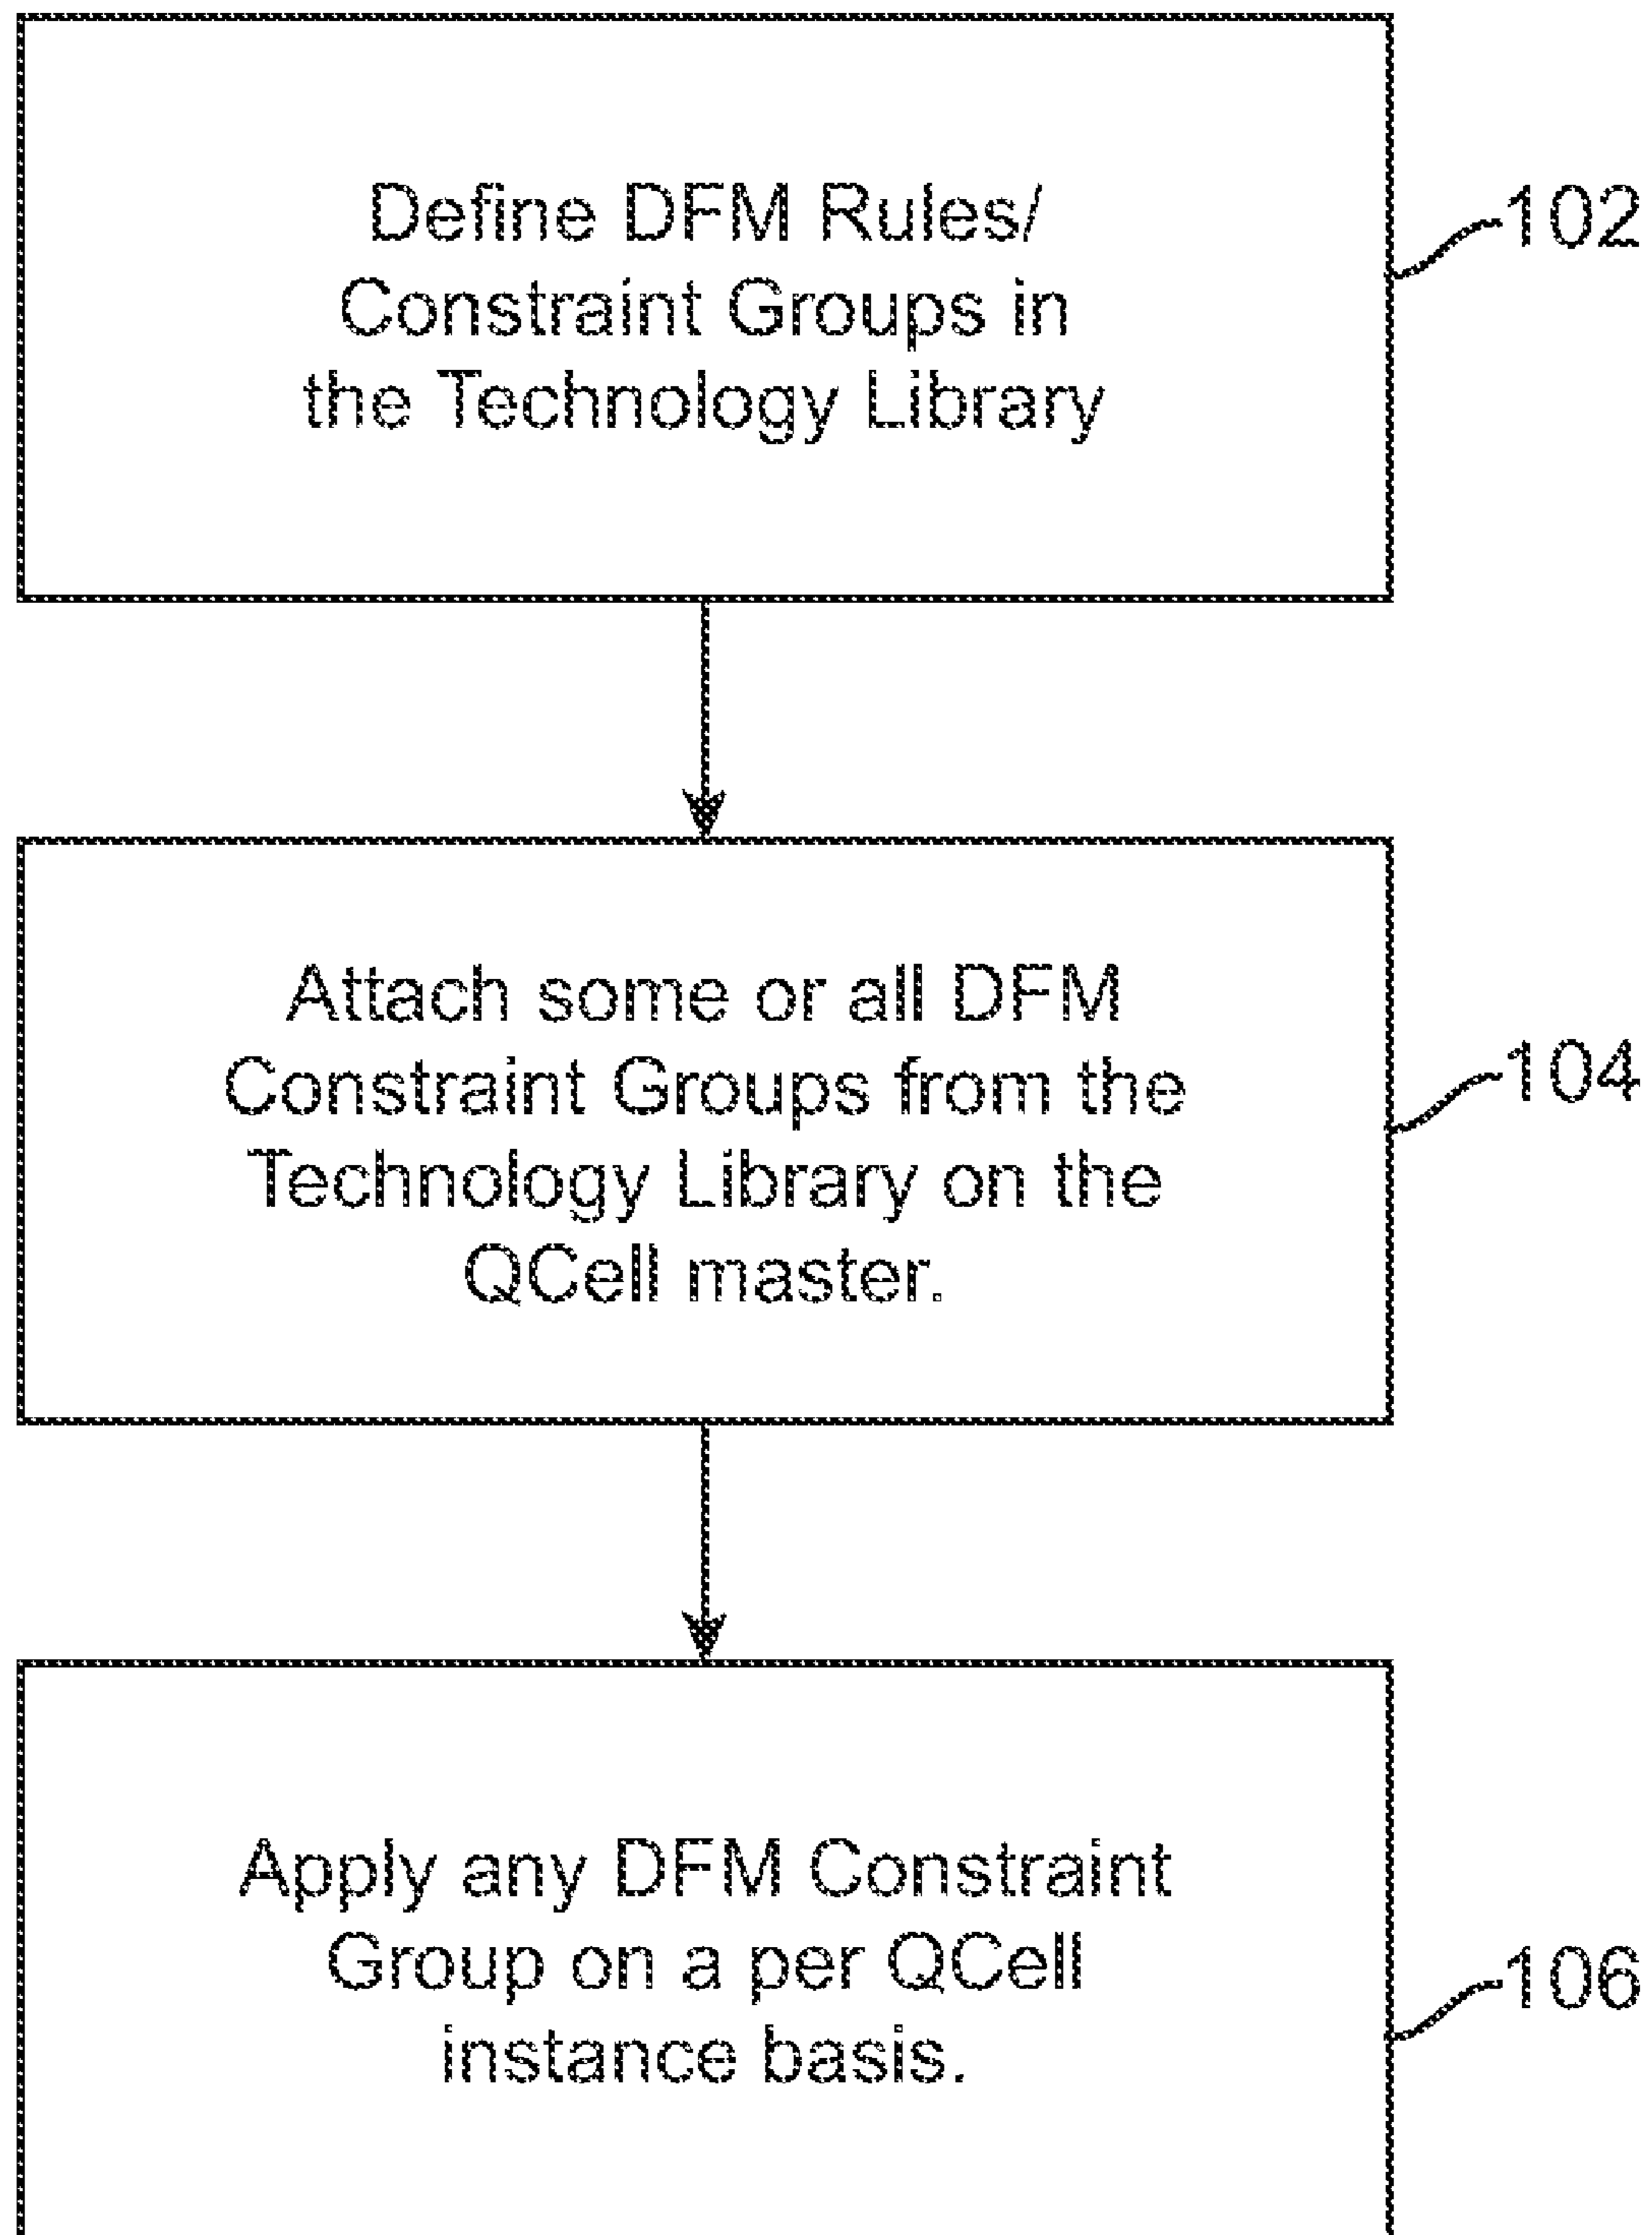 Define DFM Rules/
Constraint Groups in
the Technology Library
102
Attach some or all DFM
Constraint Groups from the
Technology Library on the
QCell master.
104
Apply any DFM Constraint
Group on a per QCell
instance basis.
106